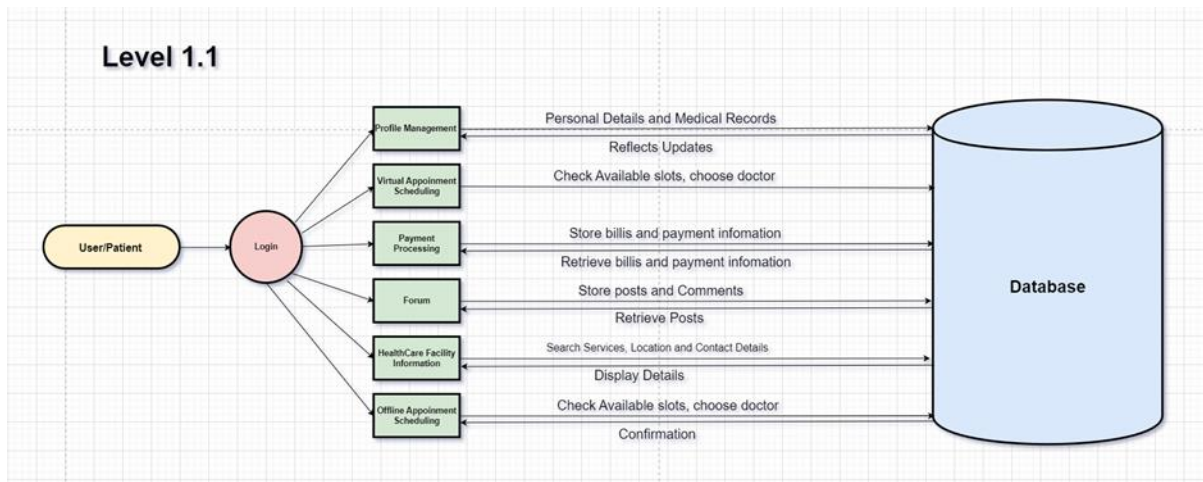 Level 1.1
Profile Management
Personal Details and Medical Records
Reflects Updates
Virtual Appoinment
Scheduling
Check Available slots, choose doctor
User/Patient
Login
Payment
Processing
Store billis and payment infomation
Retrieve billis and payment infomation
Forum
Store posts and Comments
Retrieve Posts
HealthCare Facility
Information
Search Services, Location and Contact Details
Display Details
Offline Appoinment
Scheduling
Check Available slots, choose doctor
Confirmation
Database